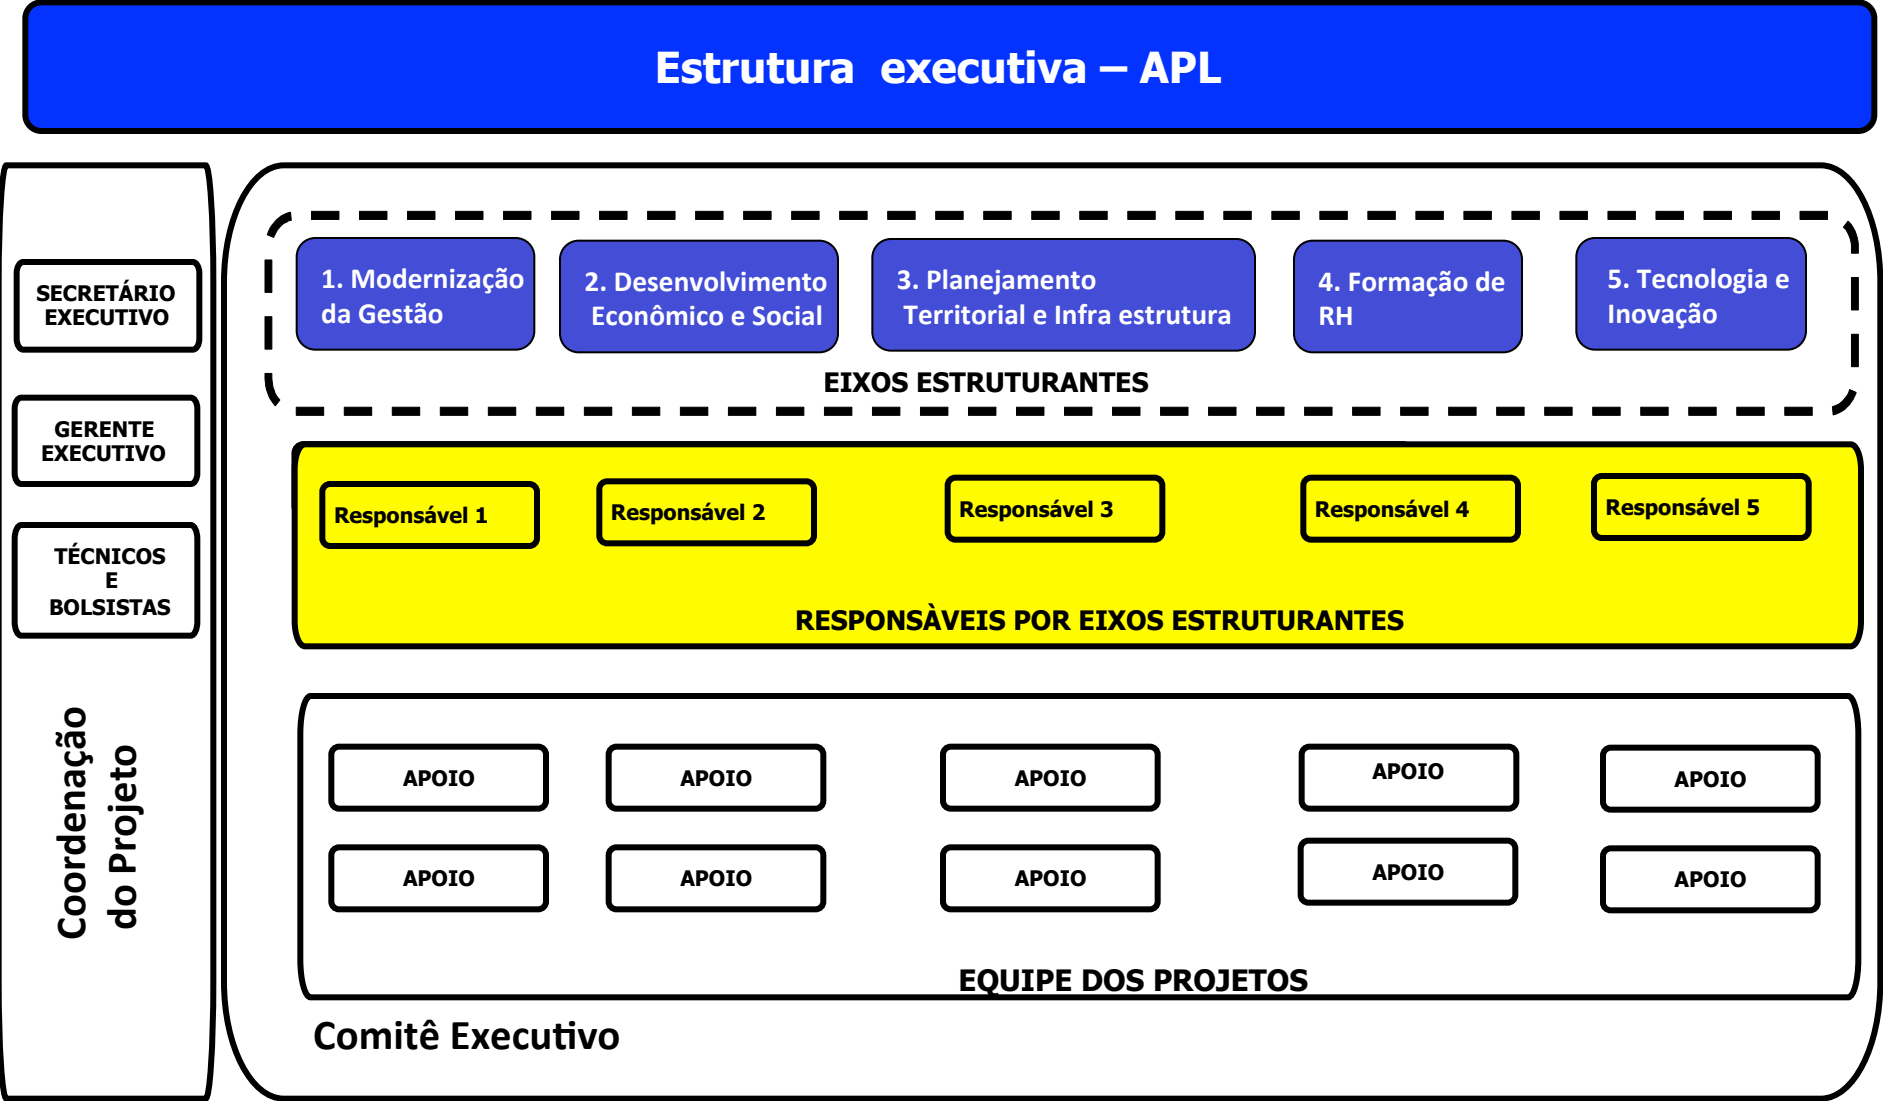 Estrutura executiva – APL
SECRETÁRIO
EXECUTIVO
GERENTE
EXECUTIVO
TÉCNICOS
E
BOLSISTAS
Coordenação
do Projeto
1. Modernização
da Gestão
2. Desenvolvimento
Econômico e Social
3. Planejamento
Territorial e Infra estrutura
4. Formação de
RH
5. Tecnologia e
Inovação
EIXOS ESTRUTURANTES
Responsável 1
Responsável 2
Responsável 3
Responsável 4
Responsável 5
RESPONSÀVEIS POR EIXOS ESTRUTURANTES
APOIO
APOIO
APOIO
APOIO
APOIO
APOIO
APOIO
APOIO
APOIO
APOIO
EQUIPE DOS PROJETOS
Comitê Executivo